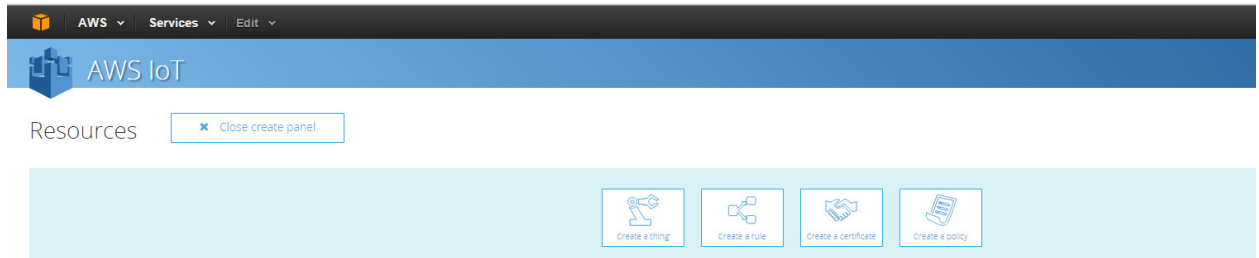 AWS Services Edit
AWS IoT
Resources Close create panel
Create a thing Create a rule Create a certificate Create a policy